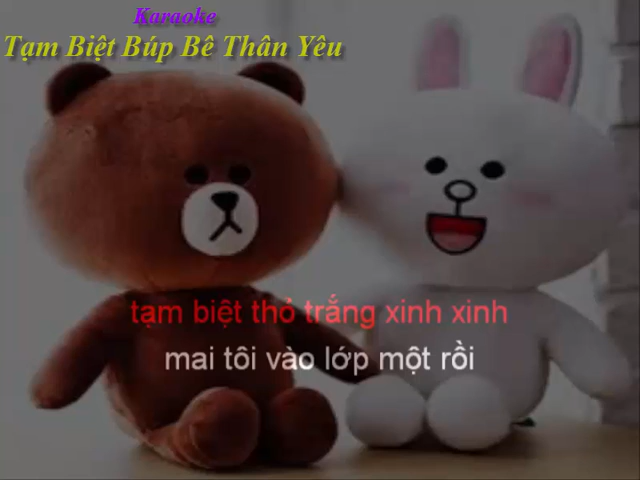 Karaoke
Tạm Biệt Búp Bê Thân Yêu
tạm biệt thỏ trắng xinh xinh
mai tôi vào lớp một rồi